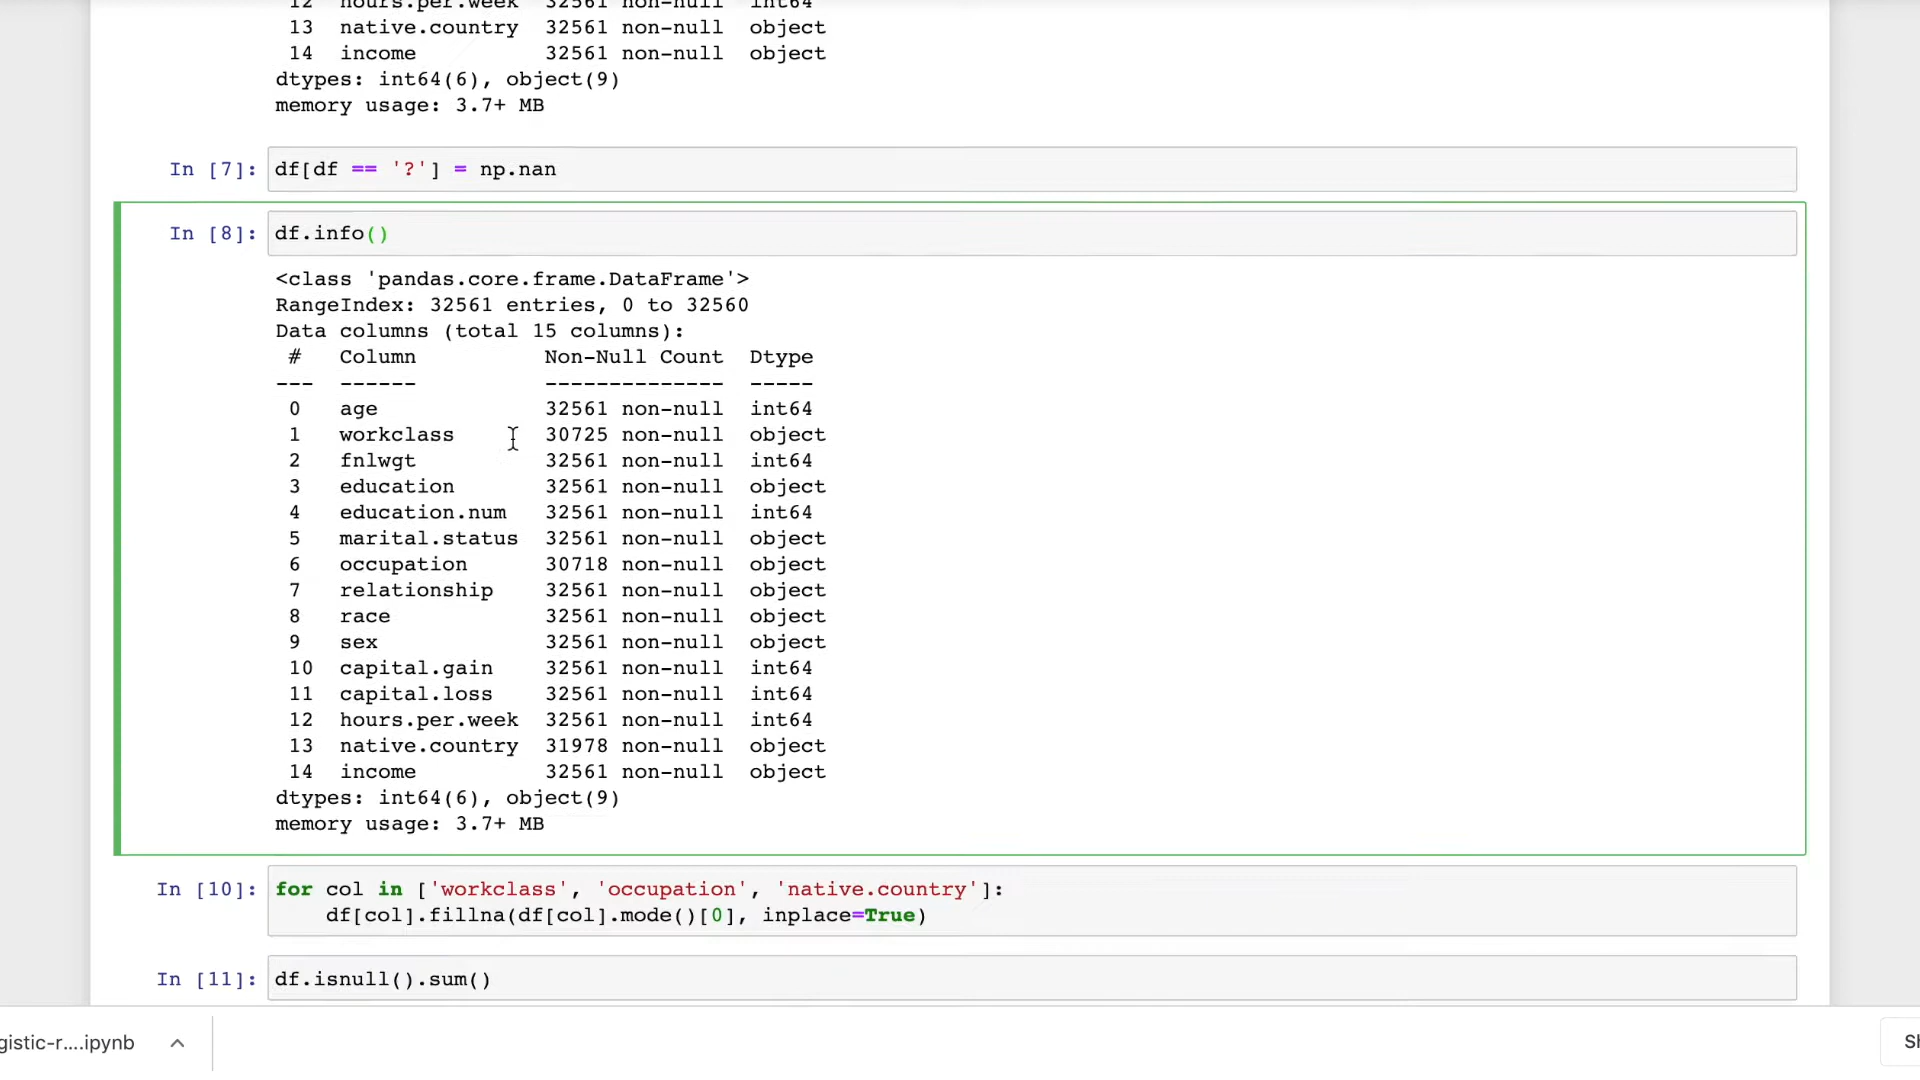 12 hours.per.week 32561 non-null int64
13 native.country 32561 non-null object
14 income 32561 non-null object
dtypes: int64(6), object(9)
memory usage: 3.7+ MB
In [7]: df[df == '?'] = np.nan
In [8]: df.info()
<class 'pandas.core.frame.DataFrame'>
RangeIndex: 32561 entries, 0 to 32560
Data columns (total 15 columns):
# Column Non-Null Count Dtype
--- ------ -------------- -----
0 age 32561 non-null int64
1 workclass 30725 non-null object
2 fnlwgt 32561 non-null int64
3 education 32561 non-null object
4 education.num 32561 non-null int64
5 marital.status 32561 non-null object
6 occupation 30718 non-null object
7 relationship 32561 non-null object
8 race 32561 non-null object
9 sex 32561 non-null object
10 capital.gain 32561 non-null int64
11 capital.loss 32561 non-null int64
12 hours.per.week 32561 non-null int64
13 native.country 31978 non-null object
14 income 32561 non-null object
dtypes: int64(6), object(9)
memory usage: 3.7+ MB
In [10]: for col in ['workclass', 'occupation', 'native.country']:
df[col].fillna(df[col].mode()[0], inplace=True)
In [11]: df.isnull().sum()
gistic-r....ipynb
Sh